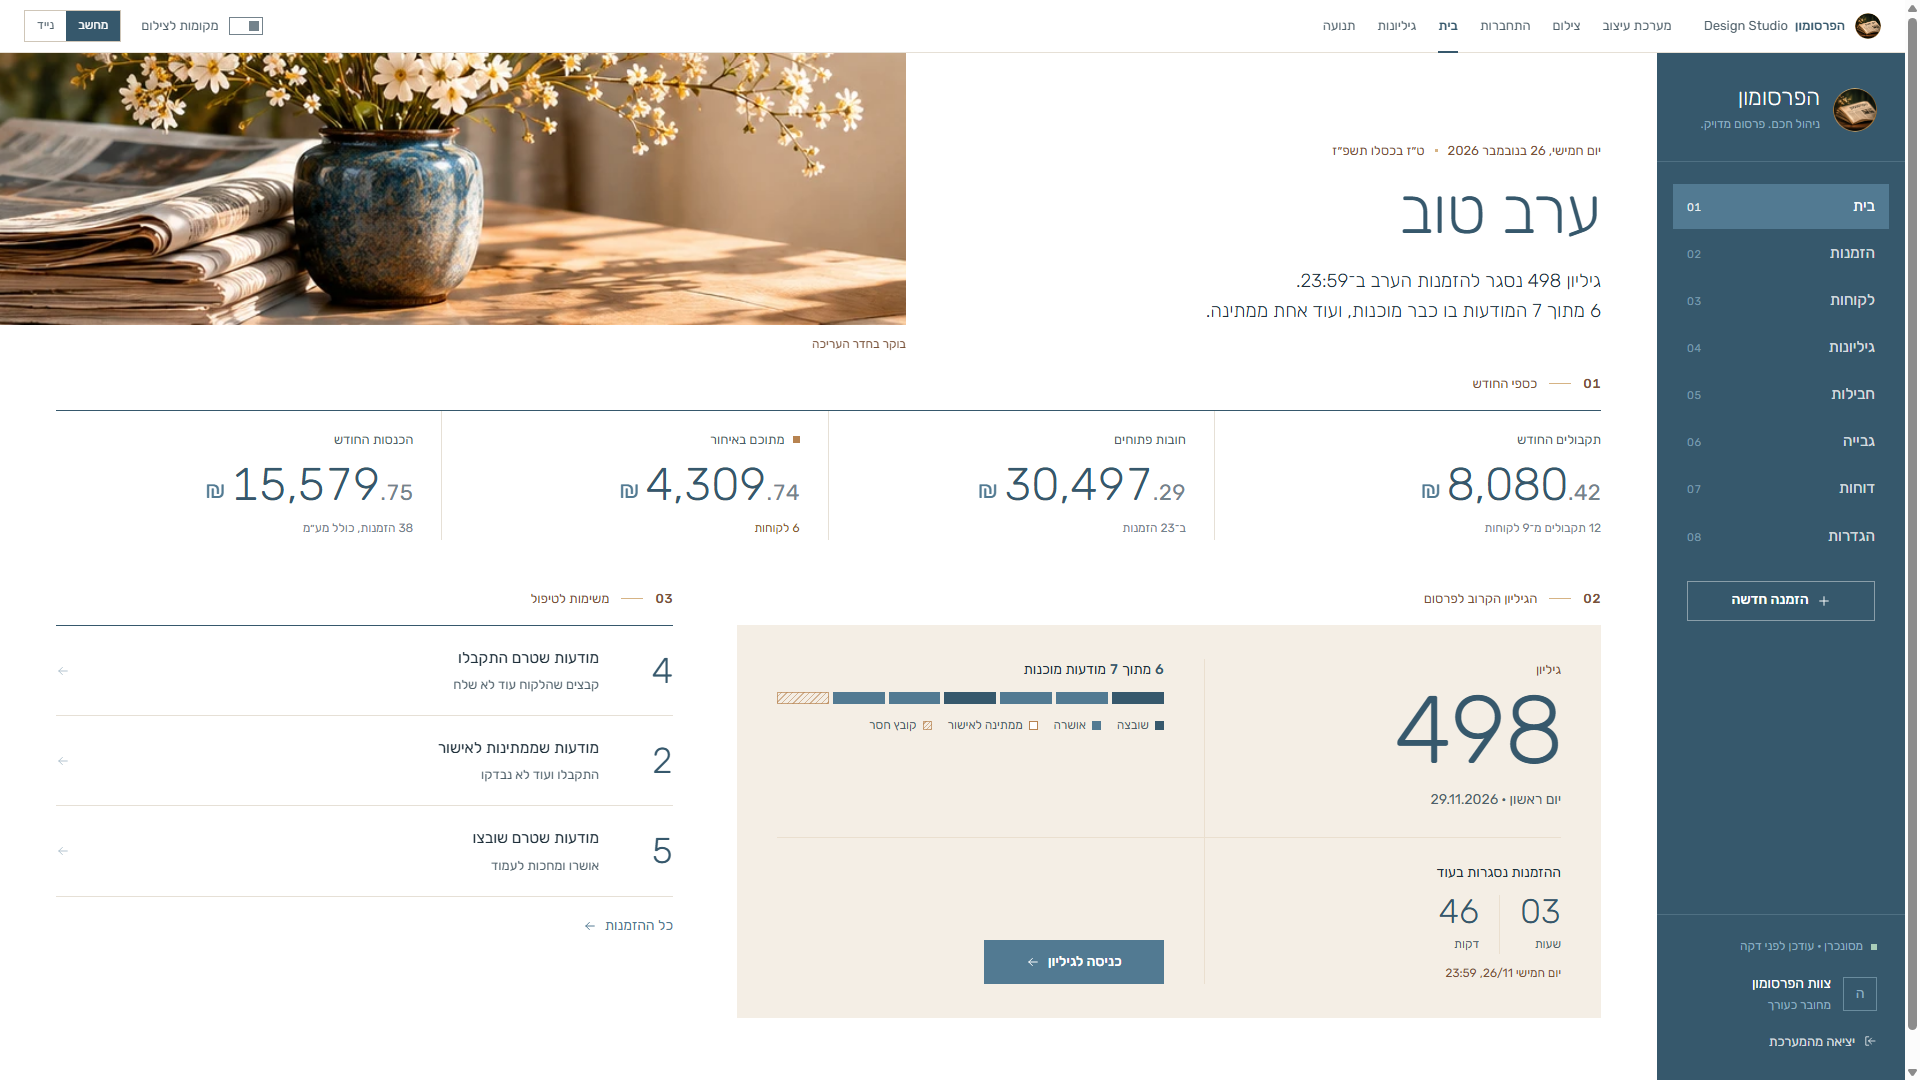 הפרסומון Design Studio
מערכת עיצוב
צילום
התחברות
בית
גיליונות
תנועה
מקומות לצילום
מחשב
נייד
הפרסומון
ניהול חכם. פרסום מדויק.
בית 01
הזמנות 02
לקוחות 03
גיליונות 04
חבילות 05
גבייה 06
דוחות 07
הגדרות 08
+ הזמנה חדשה
מסונכרן • עודכן לפני דקה
ה
צוות הפרסומון
מחובר כעורך
יציאה מהמערכת
יום חמישי, 26 בנובמבר 2026 • ט״ז בכסלו תשפ״ז
ערב טוב
גיליון 498 נסגר להזמנות הערב ב־23:59.
6 מתוך 7 המודעות בו כבר מוכנות, ועוד אחת ממתינה.
בוקר בחדר העריכה
01 כספי החודש
תקבולים החודש
₪ 8,080.42
12 תקבולים מ־9 לקוחות
חובות פתוחים
₪ 30,497.29
ב־23 הזמנות
מתוכם באיחור
₪ 4,309.74
6 לקוחות
הכנסות החודש
₪ 15,579.75
38 הזמנות, כולל מע״מ
02 הגיליון הקרוב לפרסום
גיליון
498
יום ראשון • 29.11.2026
6 מתוך 7 מודעות מוכנות
שובצה
אושרה
ממתינה לאישור
קובץ חסר
ההזמנות נסגרות בעוד
03 שעות
46 דקות
יום חמישי 26/11, 23:59
כניסה לגיליון ←
03 משימות לטיפול
4 מודעות שטרם התקבלו ←
קבצים שהלקוח עוד לא שלח
2 מודעות שממתינות לאישור ←
התקבלו ועוד לא נבדקו
5 מודעות שטרם שובצו ←
אושרו ומחכות לעמוד
כל ההזמנות ←